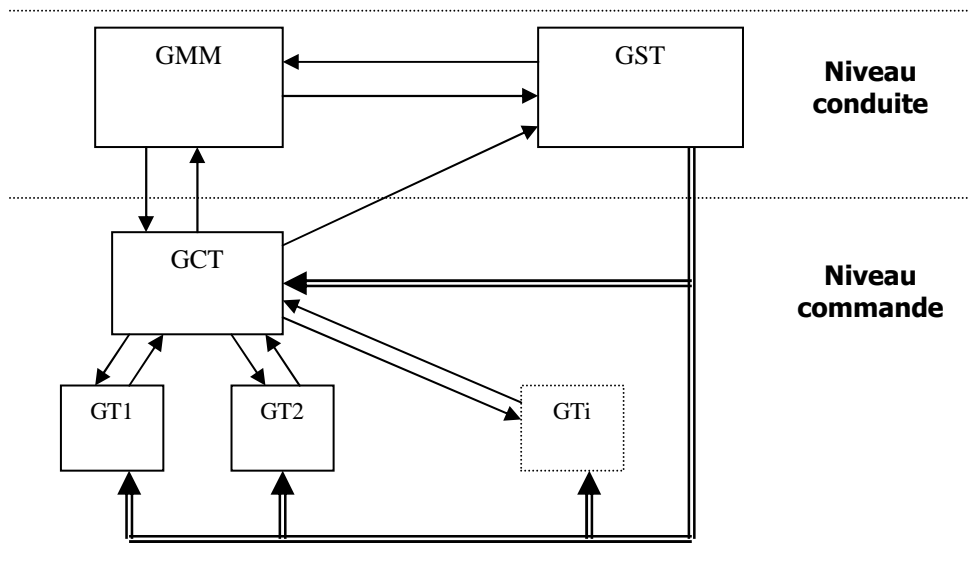 GMM
GST
Niveau
conduite
GCT
Niveau
commande
GT1
GT2
GTi